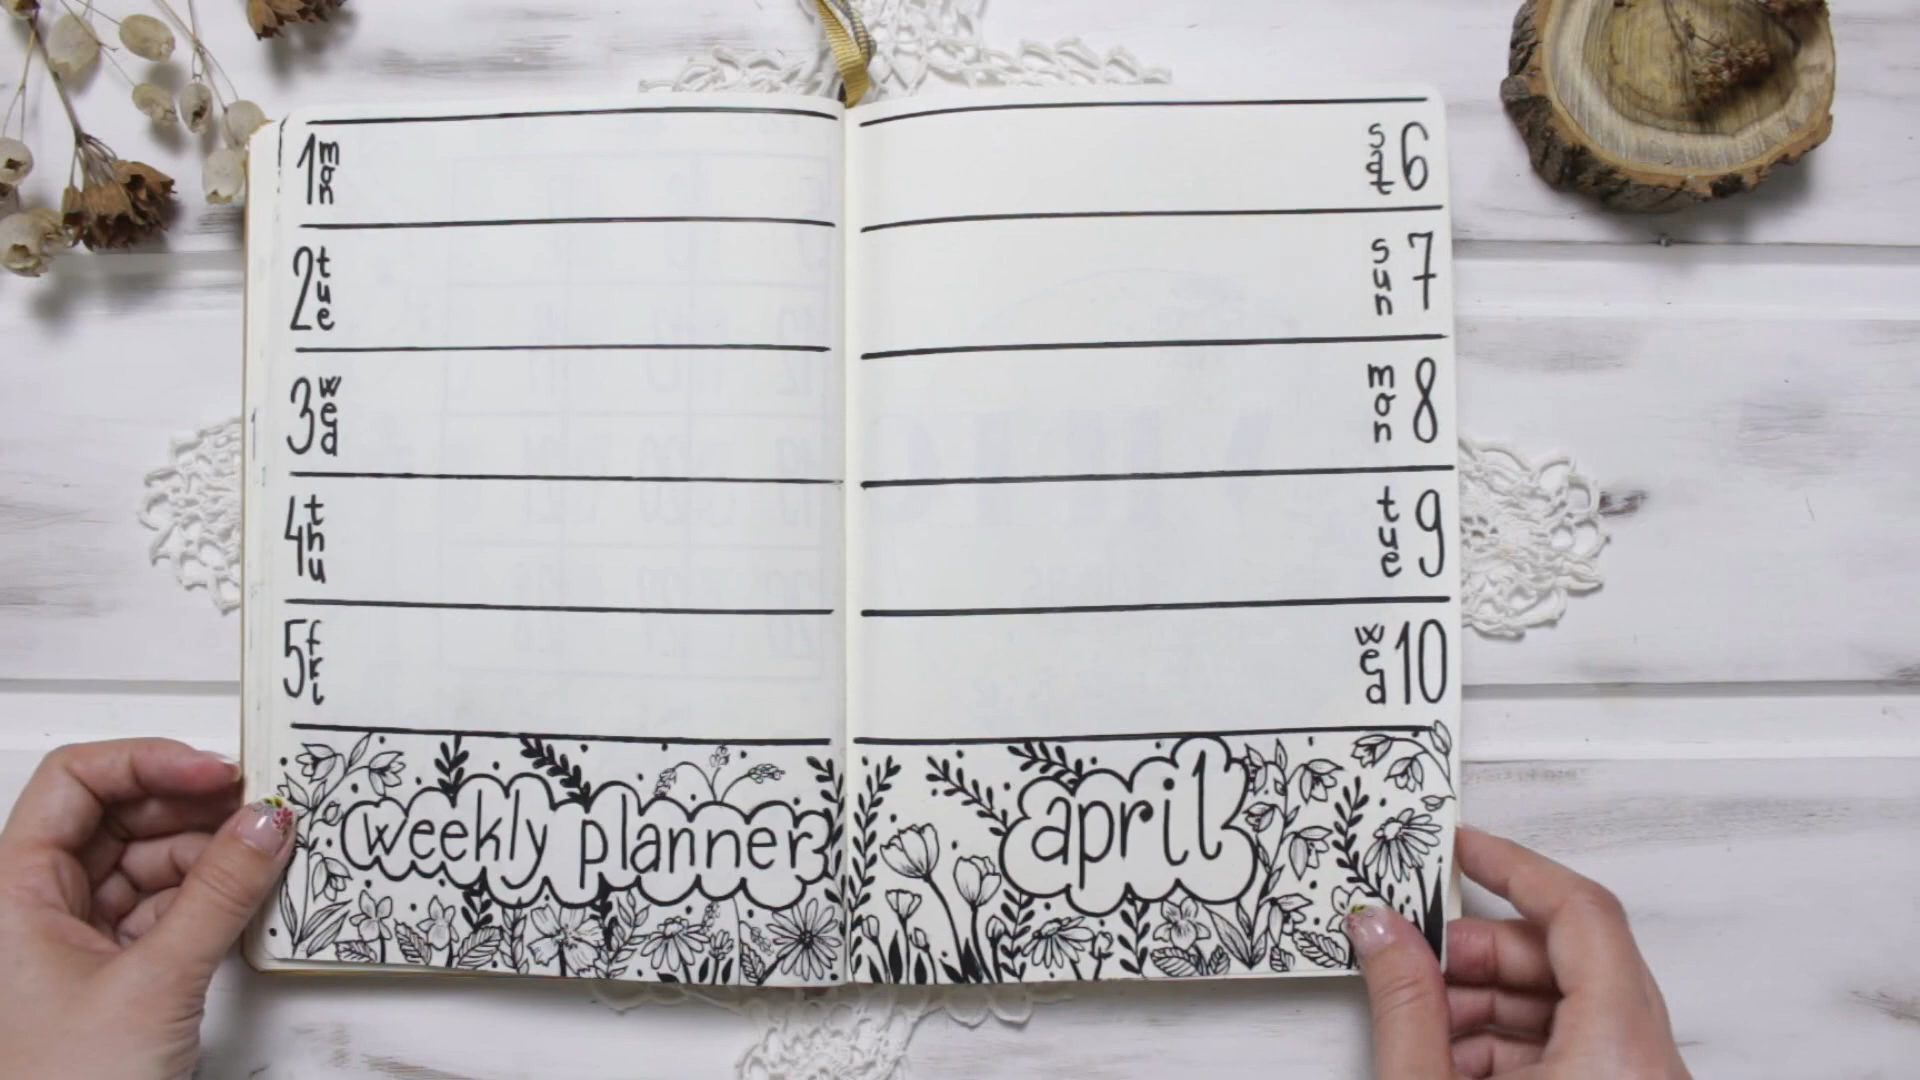 1 mon
2 tue
3 wed
4 thu
5 fri
sat 6
sun 7
mon 8
tue 9
wed 10
weekly planner
april